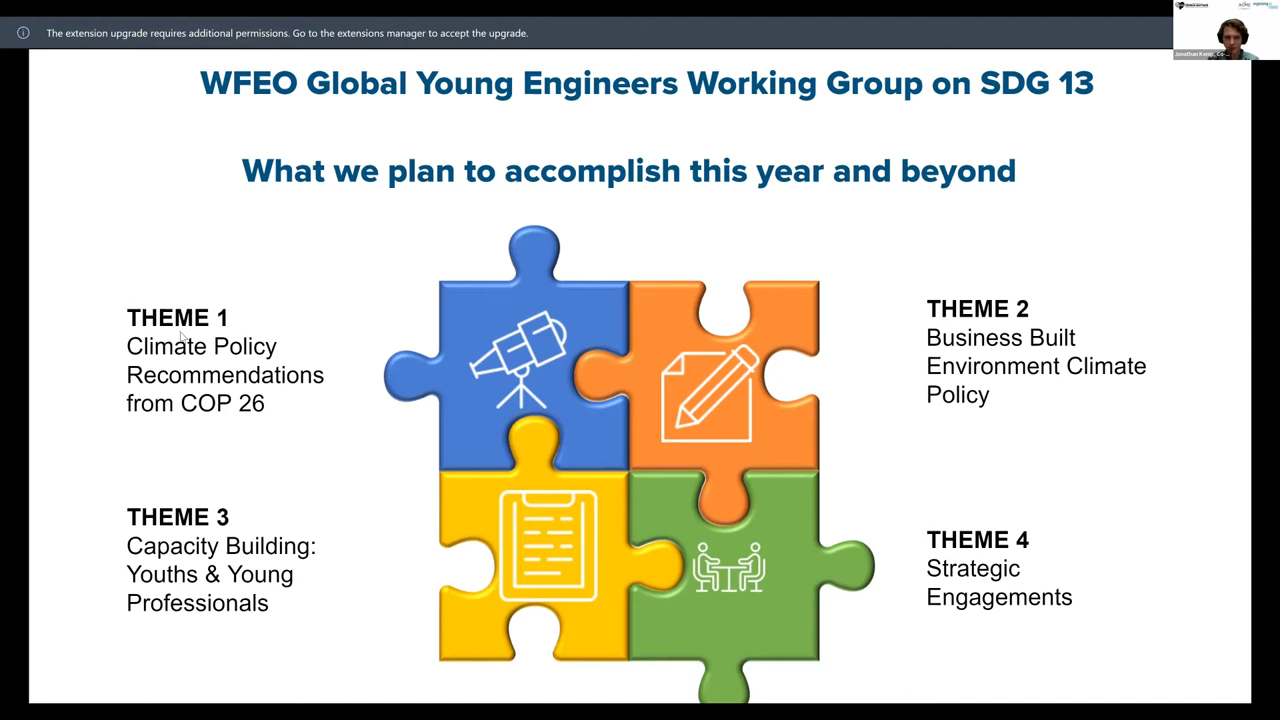 The extension upgrade requires additional permissions. Go to the extensions manager to accept the upgrade.
WFEO Global Young Engineers Working Group on SDG 13
What we plan to accomplish this year and beyond
THEME 1
Climate Policy
Recommendations
from COP 26
THEME 2
Business Built
Environment Climate
Policy
THEME 3
Capacity Building:
Youths & Young
Professionals
THEME 4
Strategic
Engagements